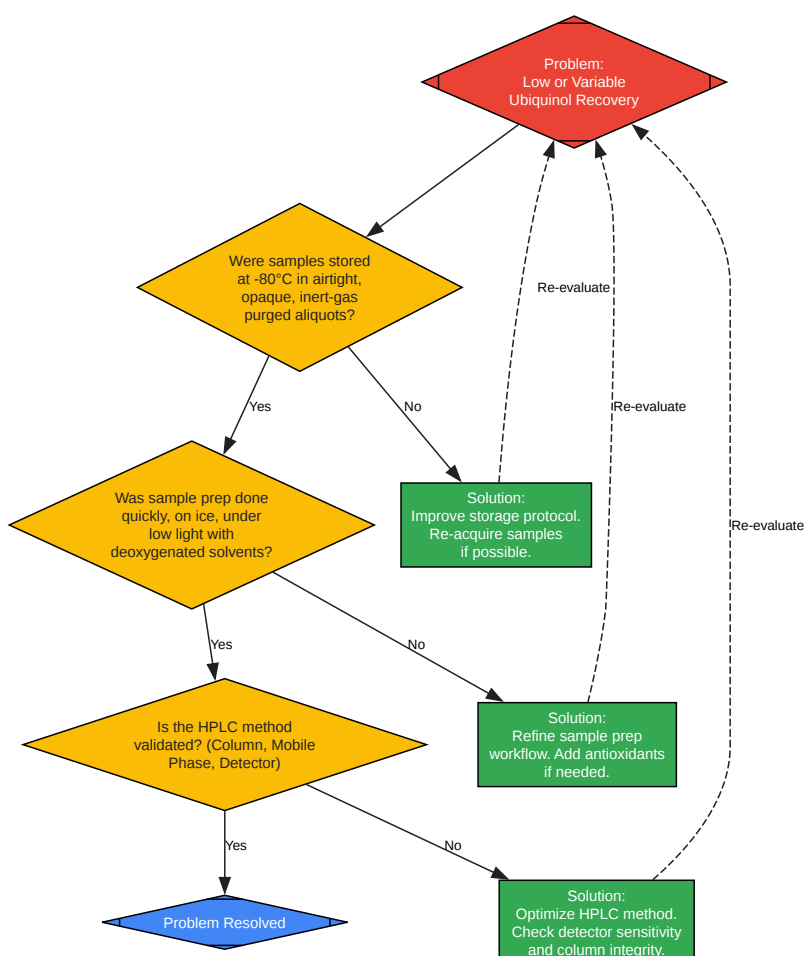 Problem:
Low or Variable
Ubiquinol Recovery
Were samples stored
at -80°C in airtight,
opaque, inert-gas
purged aliquots?
Re-evaluate
Yes
No
Re-evaluate
Was sample prep done
quickly, on ice, under
low light with
deoxygenated solvents?
Solution:
Improve storage protocol.
Re-acquire samples
if possible.
Re-evaluate
Yes
No
Is the HPLC method
validated? (Column, Mobile
Phase, Detector)
Solution:
Refine sample prep
workflow. Add antioxidants
if needed.
Yes
No
Problem Resolved
Solution:
Optimize HPLC method.
Check detector sensitivity
and column integrity.